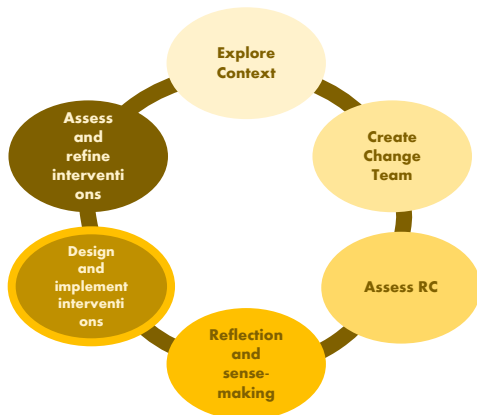 Explore
Context
Create
Change
Team
Assess RC
Reflection
and
sense-
making
Design
and
implement
interventi
ons
Assess
and
refine
interventi
ons